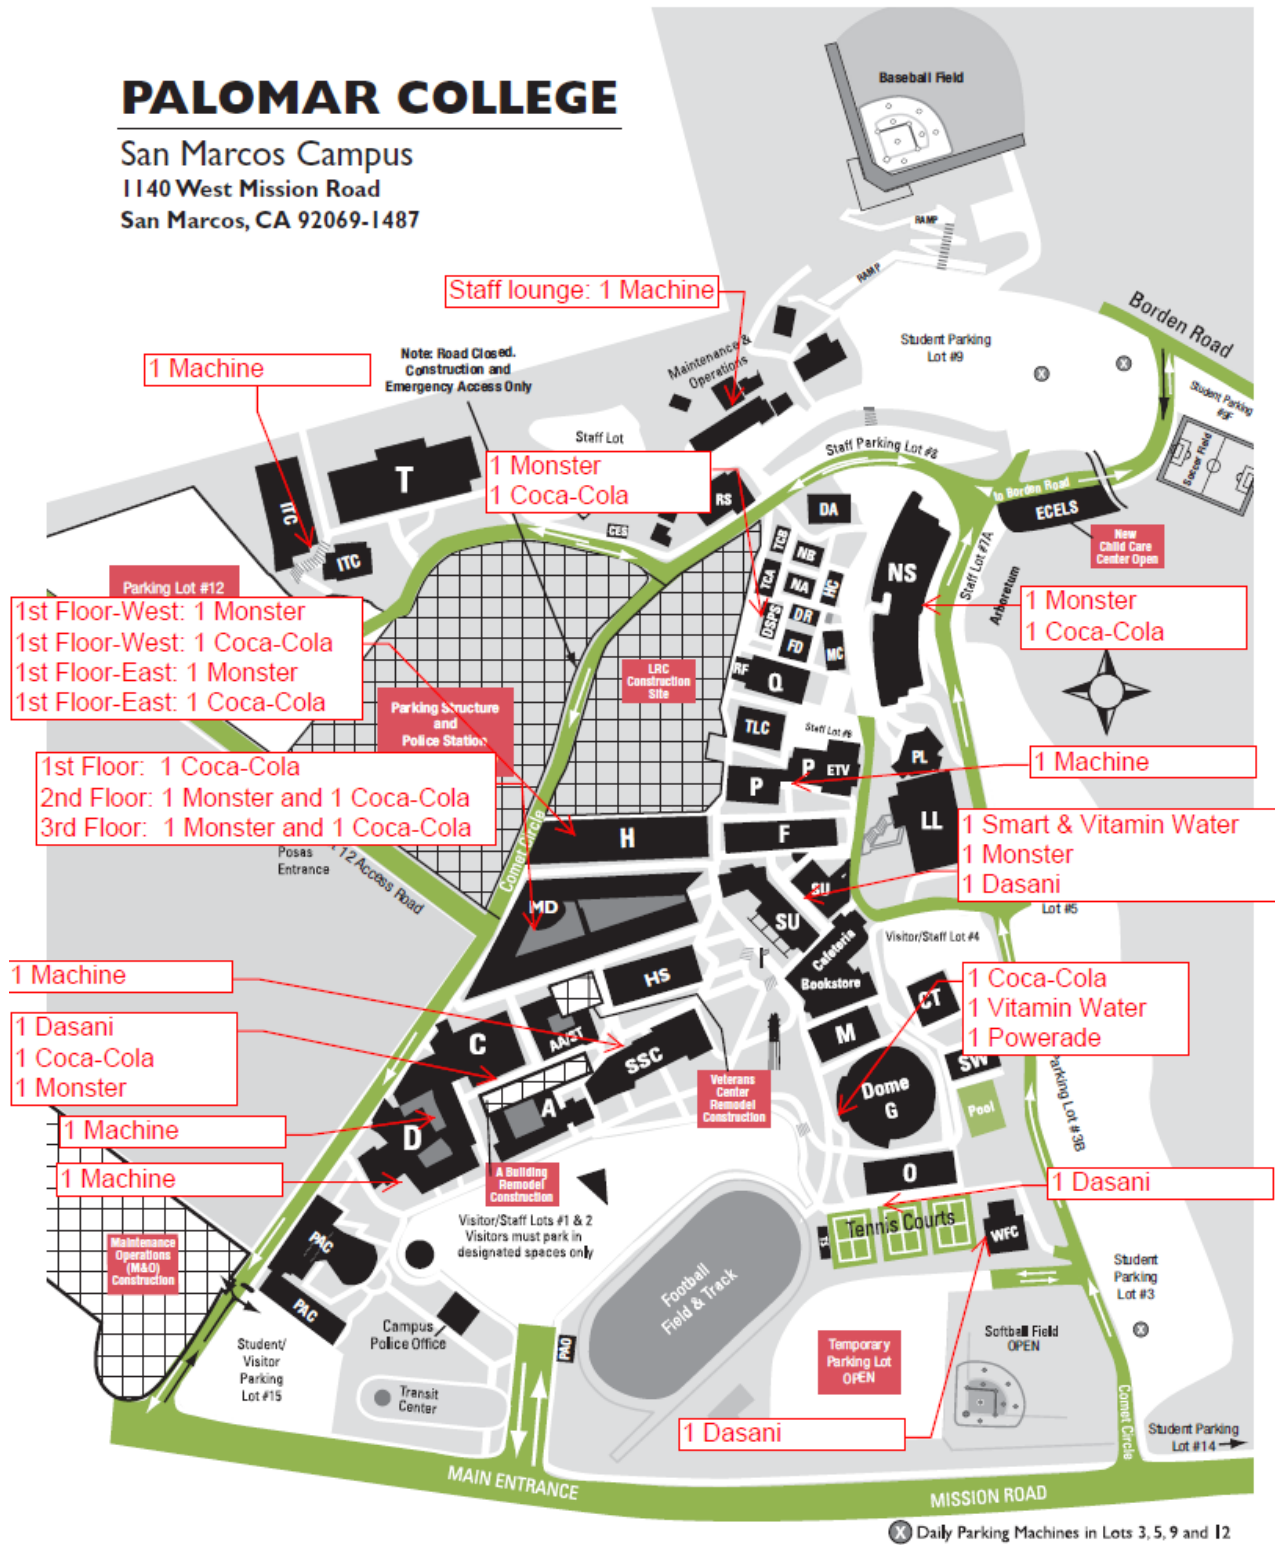 PALOMAR COLLEGE
San Marcos Campus
1140 West Mission Road
San Marcos, CA 92069-1487
Baseball Field
RAMP
RAMP
Staff lounge: 1 Machine
Borden Road
Student Parking
Lot #9
Maintenance &
Operations
Note: Road Closed.
Construction and
Emergency Access Only
1 Machine
Student Parking
#9F
Soccer Field
Staff Lot
Staff Parking Lot #8
T
1 Monster
1 Coca-Cola
RS
to Borden Road
ECELS
ITC
ITC
CES
DA
TCB
NB
NS
Staff Lot #7A
New
Child Care
Center Open
TCA
NA
HC
Arboretum
Parking Lot #12
1 Monster
1 Coca-Cola
1st Floor-West: 1 Monster
1st Floor-West: 1 Coca-Cola
1st Floor-East: 1 Monster
1st Floor-East: 1 Coca-Cola
DSPS
DR
FD
MC
RF
Q
LRC
Construction
Site
Parking Structure
and
Police Station
TLC
Staff Lot #6
PL
1 Machine
1st Floor: 1 Coca-Cola
2nd Floor: 1 Monster and 1 Coca-Cola
3rd Floor: 1 Monster and 1 Coca-Cola
P
P
ETV
Comet Circle
H
F
LL
1 Smart & Vitamin Water
1 Monster
1 Dasani
Posas
Entrance
12 Access Road
MD
SU
SU
Lot #5
Visitor/Staff Lot #4
Cafeteria
Bookstore
1 Machine
HS
CT
1 Coca-Cola
1 Vitamin Water
1 Powerade
1 Dasani
1 Coca-Cola
1 Monster
C
AA/ST
SSC
M
SW
Parking Lot #3B
Veterans
Center
Remodel
Construction
Dome
G
Pool
1 Machine
D
A
1 Machine
A Building
Remodel
Construction
O
1 Dasani
Visitor/Staff Lots #1 & 2
Visitors must park in
designated spaces only
Tennis Courts
TS
WFC
PAC
PAC
Maintenance
Operations
(M&O)
Construction
Football
Field & Track
Student
Parking
Lot #3
Campus
Police Office
PAO
Student/
Visitor
Parking
Lot #15
Temporary
Parking Lot
OPEN
Softball Field
OPEN
Transit
Center
Comet Circle
1 Dasani
Student Parking
Lot #14
MAIN ENTRANCE
MISSION ROAD
X Daily Parking Machines in Lots 3, 5, 9 and 12